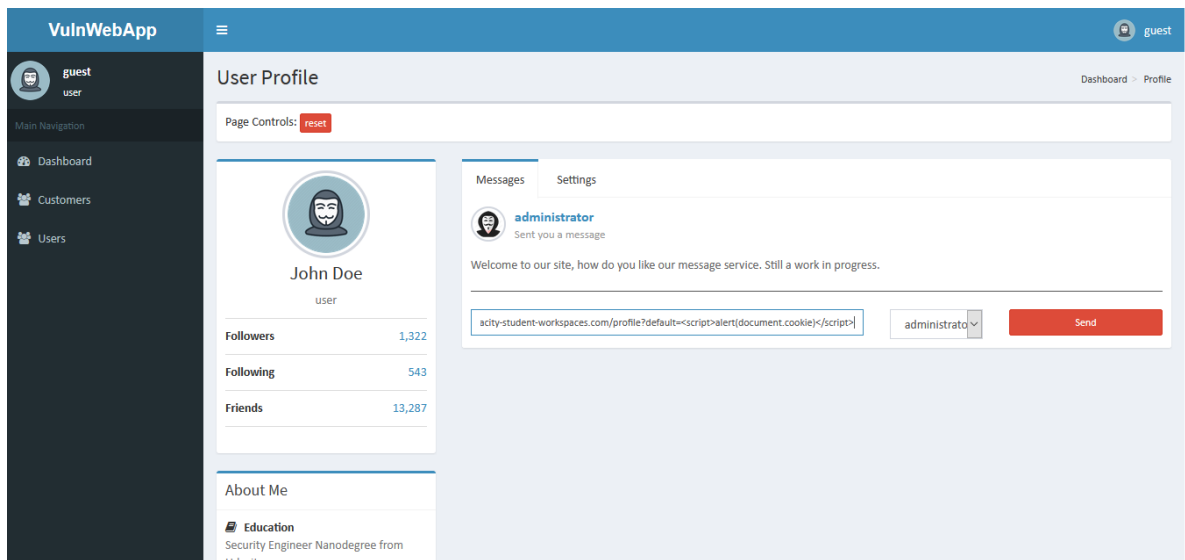 VulnWebApp
guest
guest
user
Main Navigation
Dashboard
Customers
Users
User Profile
Dashboard > Profile
Page Controls: reset
John Doe
user
Followers 1,322
Following 543
Friends 13,287
About Me
Education
Security Engineer Nanodegree from
Messages Settings
administrator
Sent you a message
Welcome to our site, how do you like our message service. Still a work in progress.
acity-student-workspaces.com/profile?default=<script>alert(document.cookie)</script>
administrato
Send